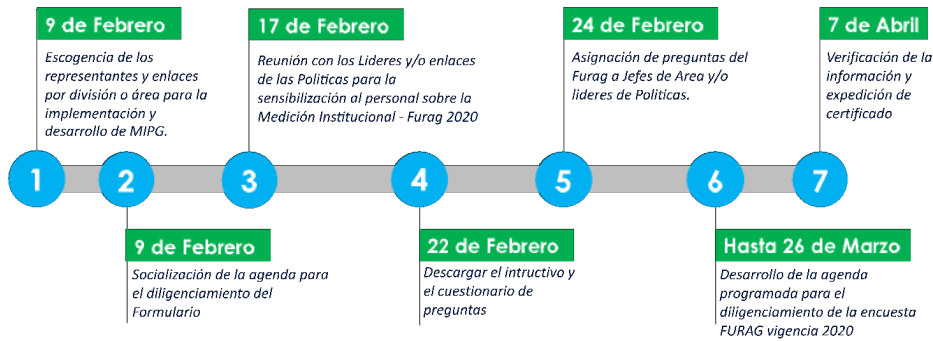 9 de Febrero
Escogencía de los
representantes y enlaces
por división o área para la
implementación y
desarrollo de MIPG.
17 de Febrero
Reunión con los Lideres y/o enlaces
de las Politicas para la
sensibilización al personal sobre la
Medición Institucional - Furag 2020
24 de Febrero
Asignación de preguntas del
Furag a Jefes de Area y/o
lideres de Politicas.
7 de Abril
Verificación de la
información y
expedición de
certificado
1
2
3
4
5
6
7
9 de Febrero
Socialización de la agenda para
el diligenciamiento del
Formulario
22 de Febrero
Descargar el intructivo y
el cuestionario de
preguntas
Hasta 26 de Marzo
Desarrollo de la agenda
programada para el
diligenciamiento de la encuesta
FURAG vigencia 2020